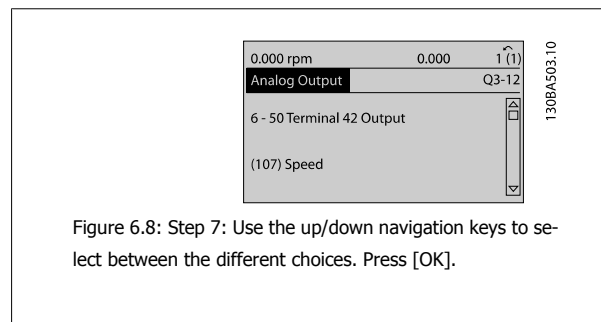 0.000 rpm 0.000 1 (1)
Analog Output Q3-12
6 - 50 Terminal 42 Output
(107) Speed
130BA503.10
Figure 6.8: Step 7: Use the up/down navigation keys to se-
lect between the different choices. Press [OK].